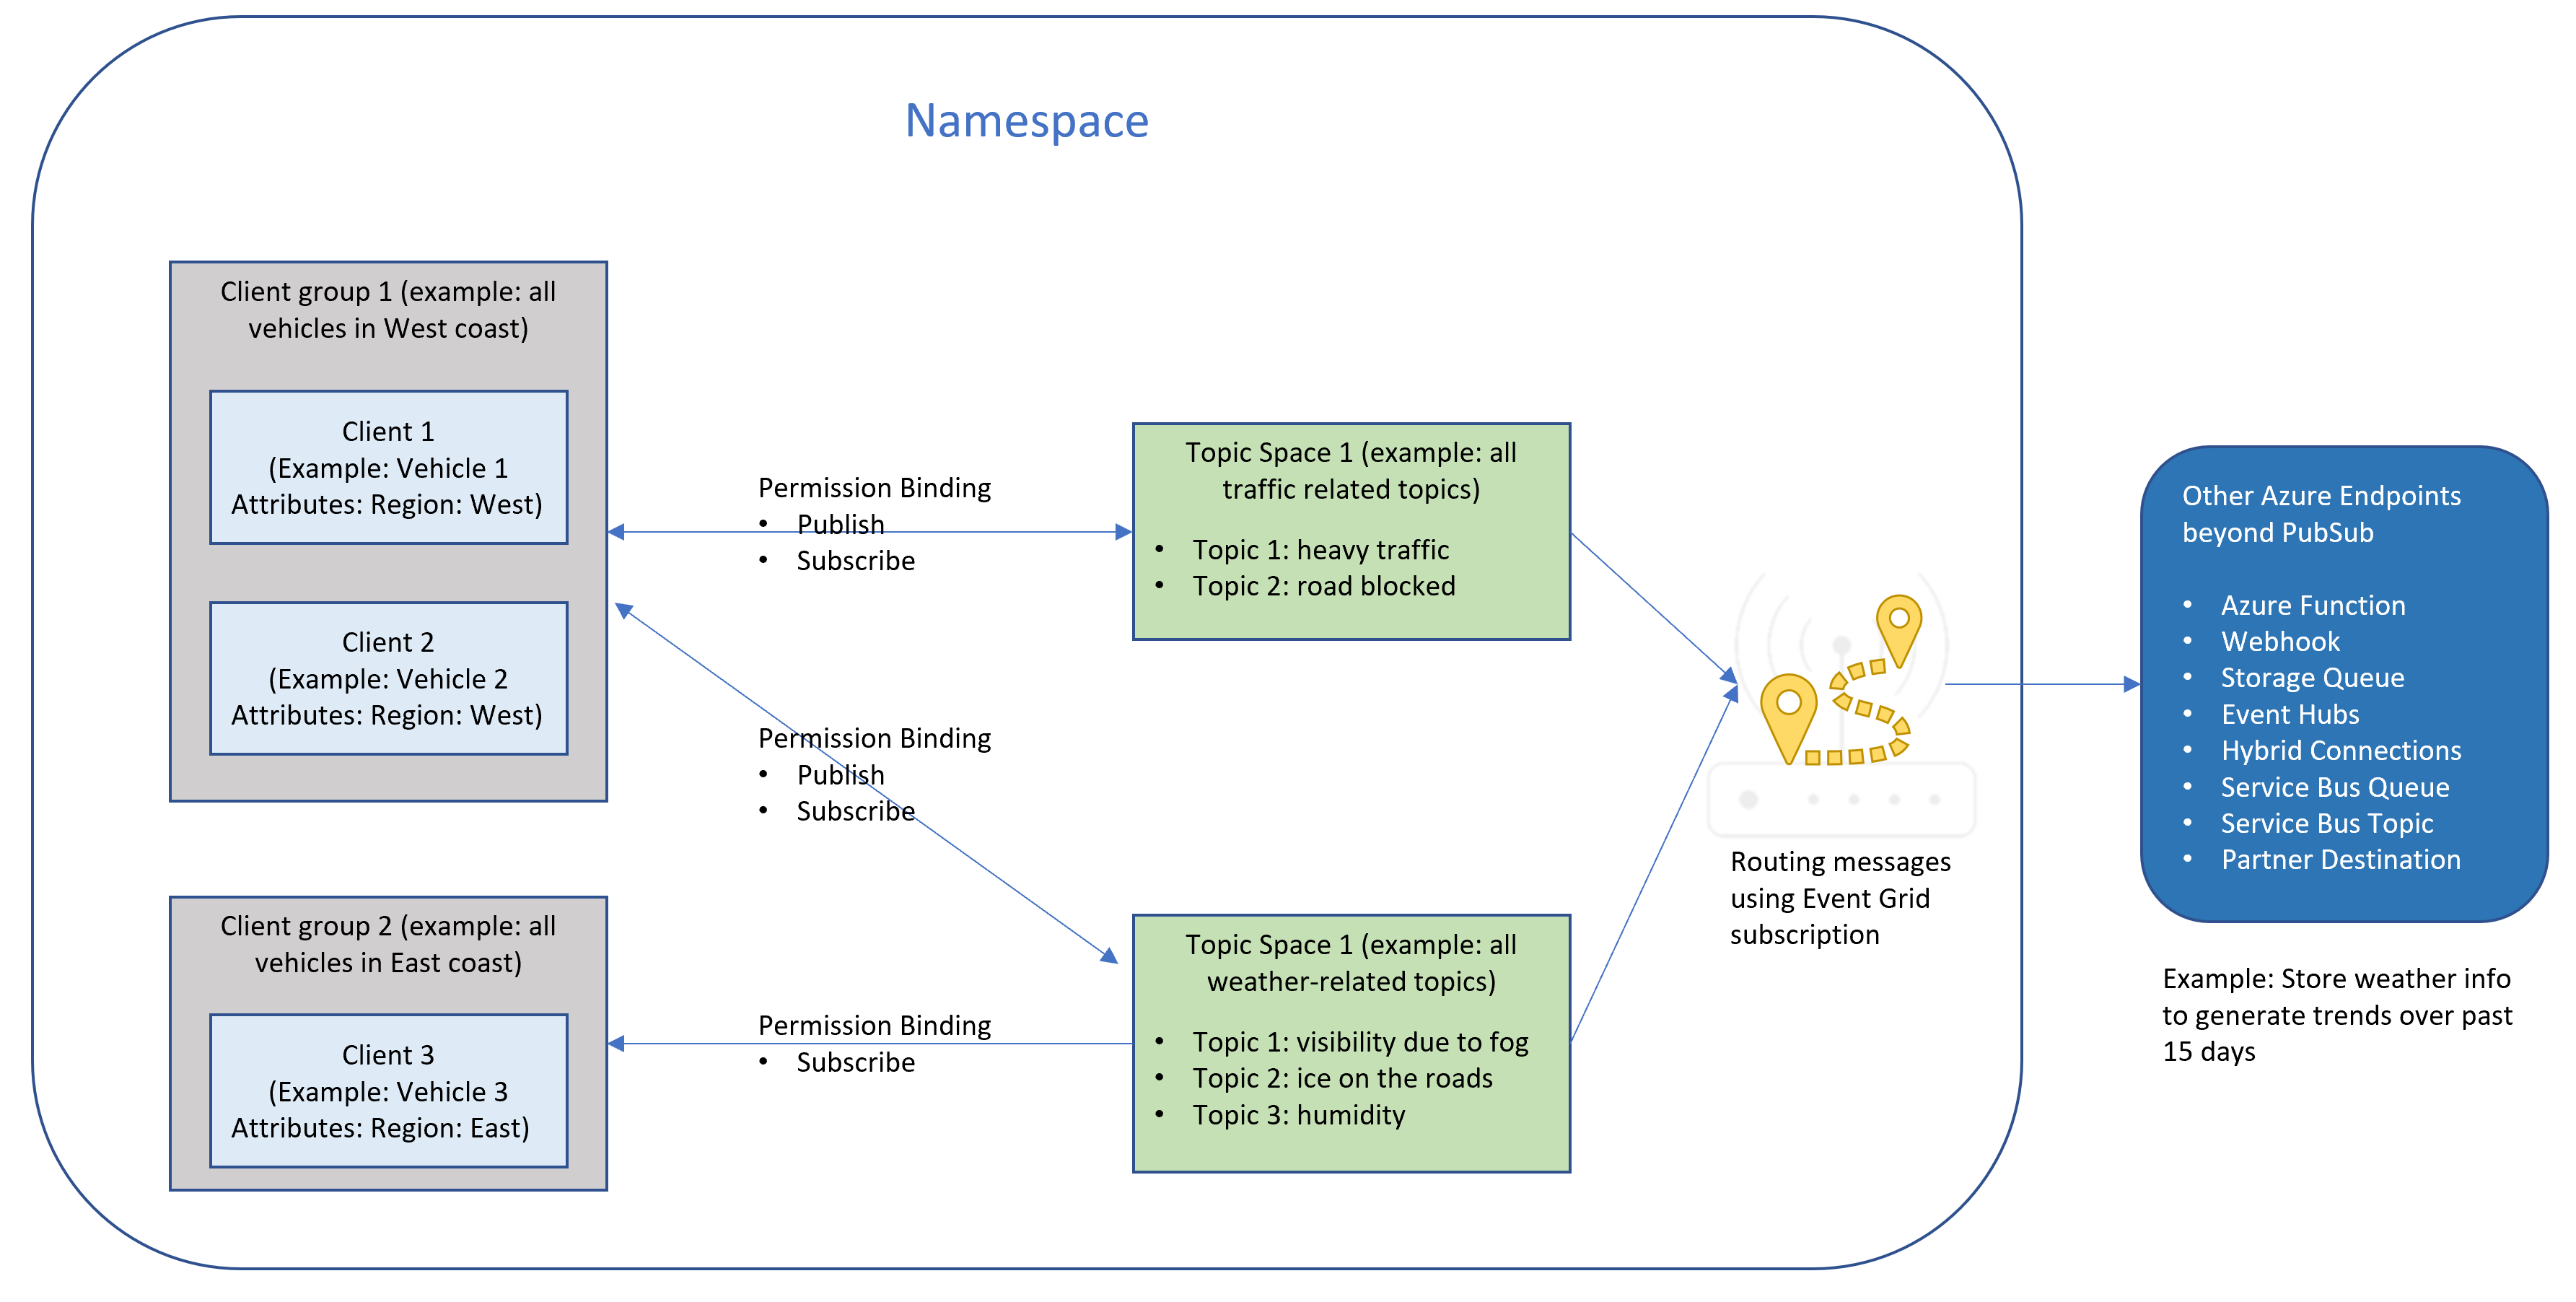 Namespace
Client group 1 (example: all
vehicles in West coast)
Client 1
(Example: Vehicle 1
Attributes: Region: West)
Client 2
(Example: Vehicle 2
Attributes: Region: West)
Client group 2 (example: all
vehicles in East coast)
Client 3
(Example: Vehicle 3
Attributes: Region: East)
Permission Binding
• Publish
• Subscribe
Permission Binding
• Publish
• Subscribe
Permission Binding
• Subscribe
Topic Space 1 (example: all
traffic related topics)
• Topic 1: heavy traffic
• Topic 2: road blocked
Topic Space 1 (example: all
weather-related topics)
• Topic 1: visibility due to fog
• Topic 2: ice on the roads
• Topic 3: humidity
Routing messages
using Event Grid
subscription
Other Azure Endpoints
beyond PubSub
• Azure Function
• Webhook
• Storage Queue
• Event Hubs
• Hybrid Connections
• Service Bus Queue
• Service Bus Topic
• Partner Destination
Example: Store weather info
to generate trends over past
15 days